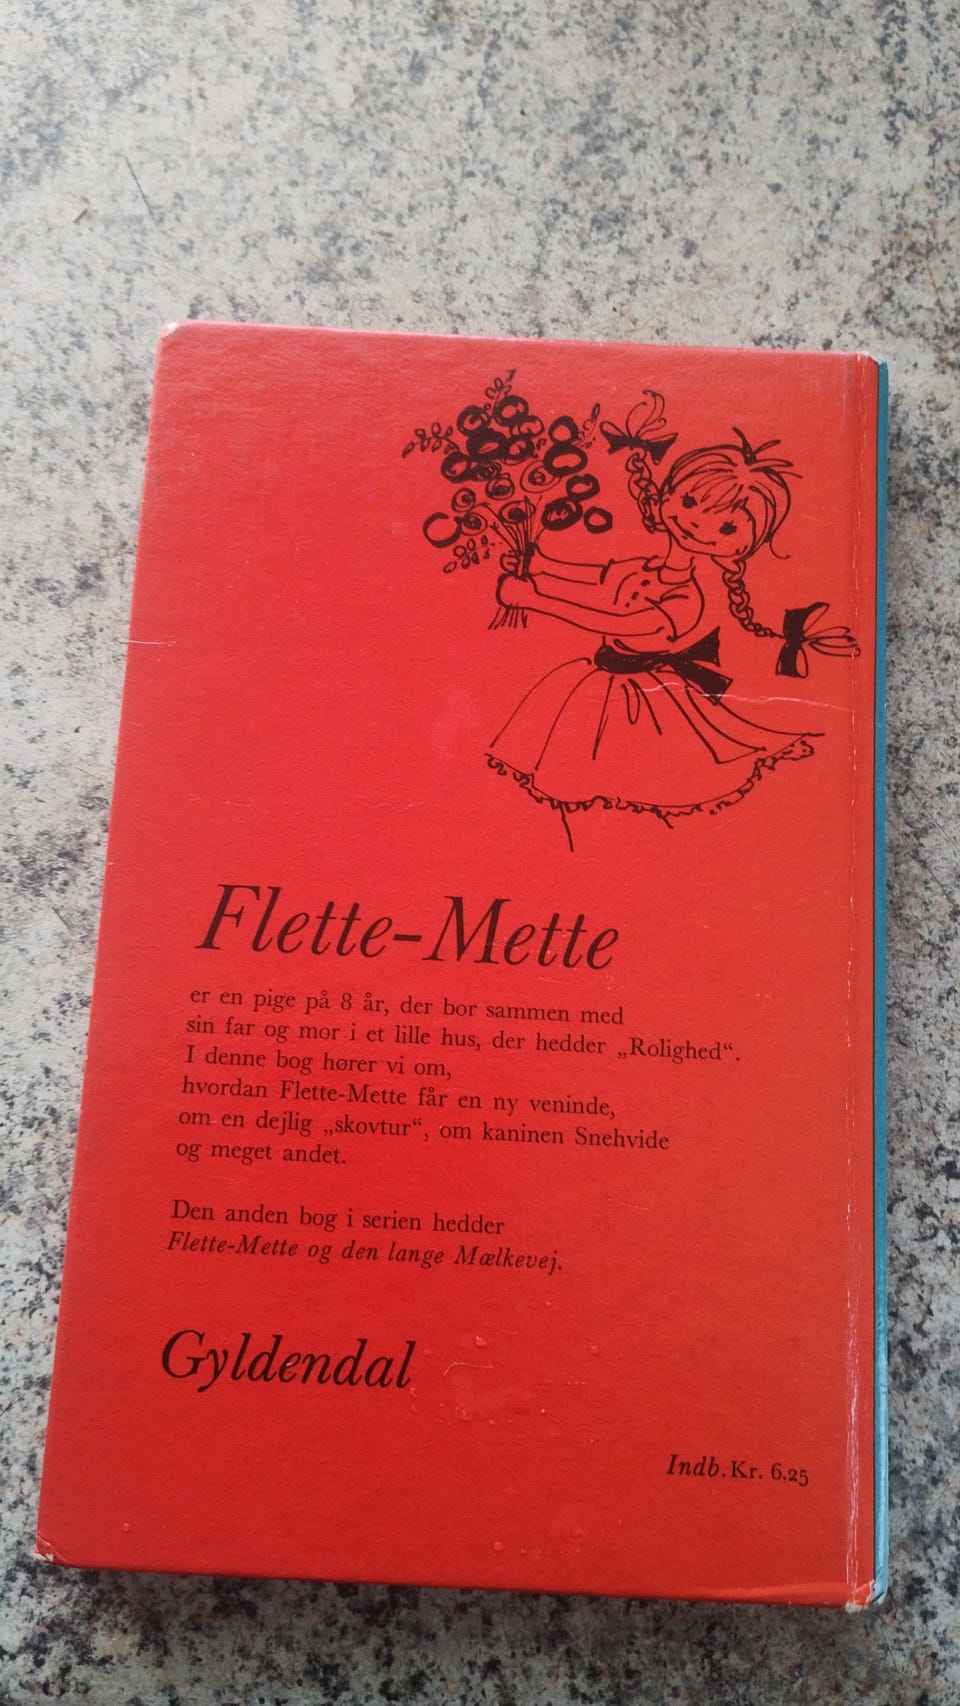 Flette-Mette
er en pige på 8 år, der bor sammen med
sin far og mor i et lille hus, der hedder „Rolighed“.
I denne bog hører vi om,
hvordan Flette-Mette får en ny veninde,
om en dejlig „skovtur“, om kaninen Snehvide
og meget andet.
Den anden bog i serien hedder
Flette-Mette og den lange Mælkevej.
Gyldendal
Indb. Kr. 6.25